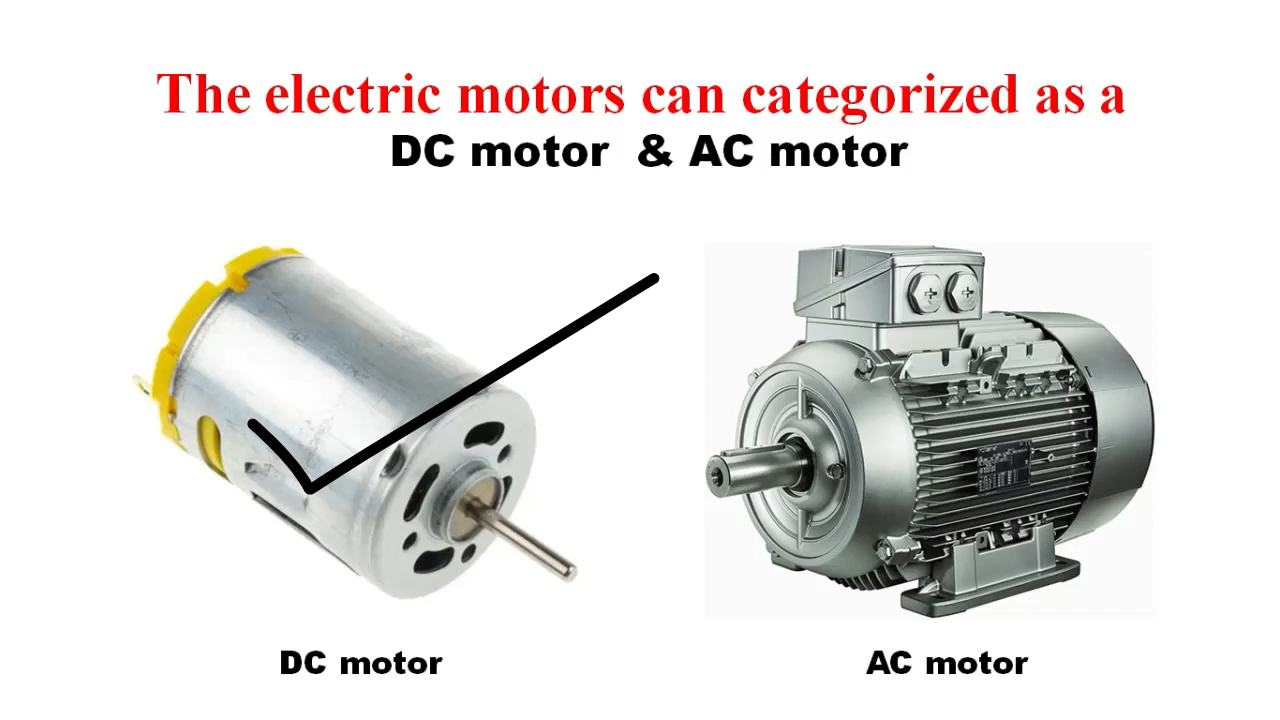 The electric motors can categorized as a
DC motor & AC motor
DC motor
AC motor